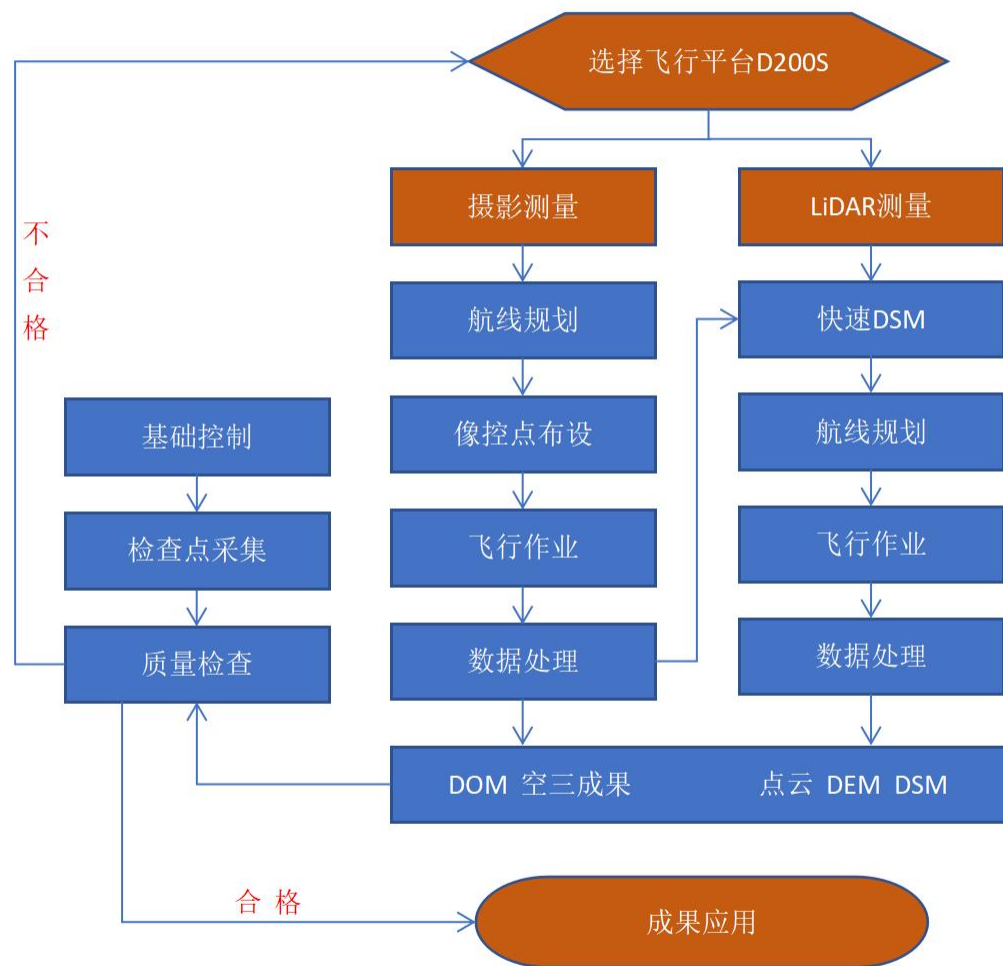 选择飞行平台D200S
摄影测量
LiDAR测量
不
合
格
航线规划
快速DSM
基础控制
像控点布设
航线规划
检查点采集
飞行作业
飞行作业
质量检查
数据处理
数据处理
DOM 空三成果
点云 DEM DSM
合 格
成果应用